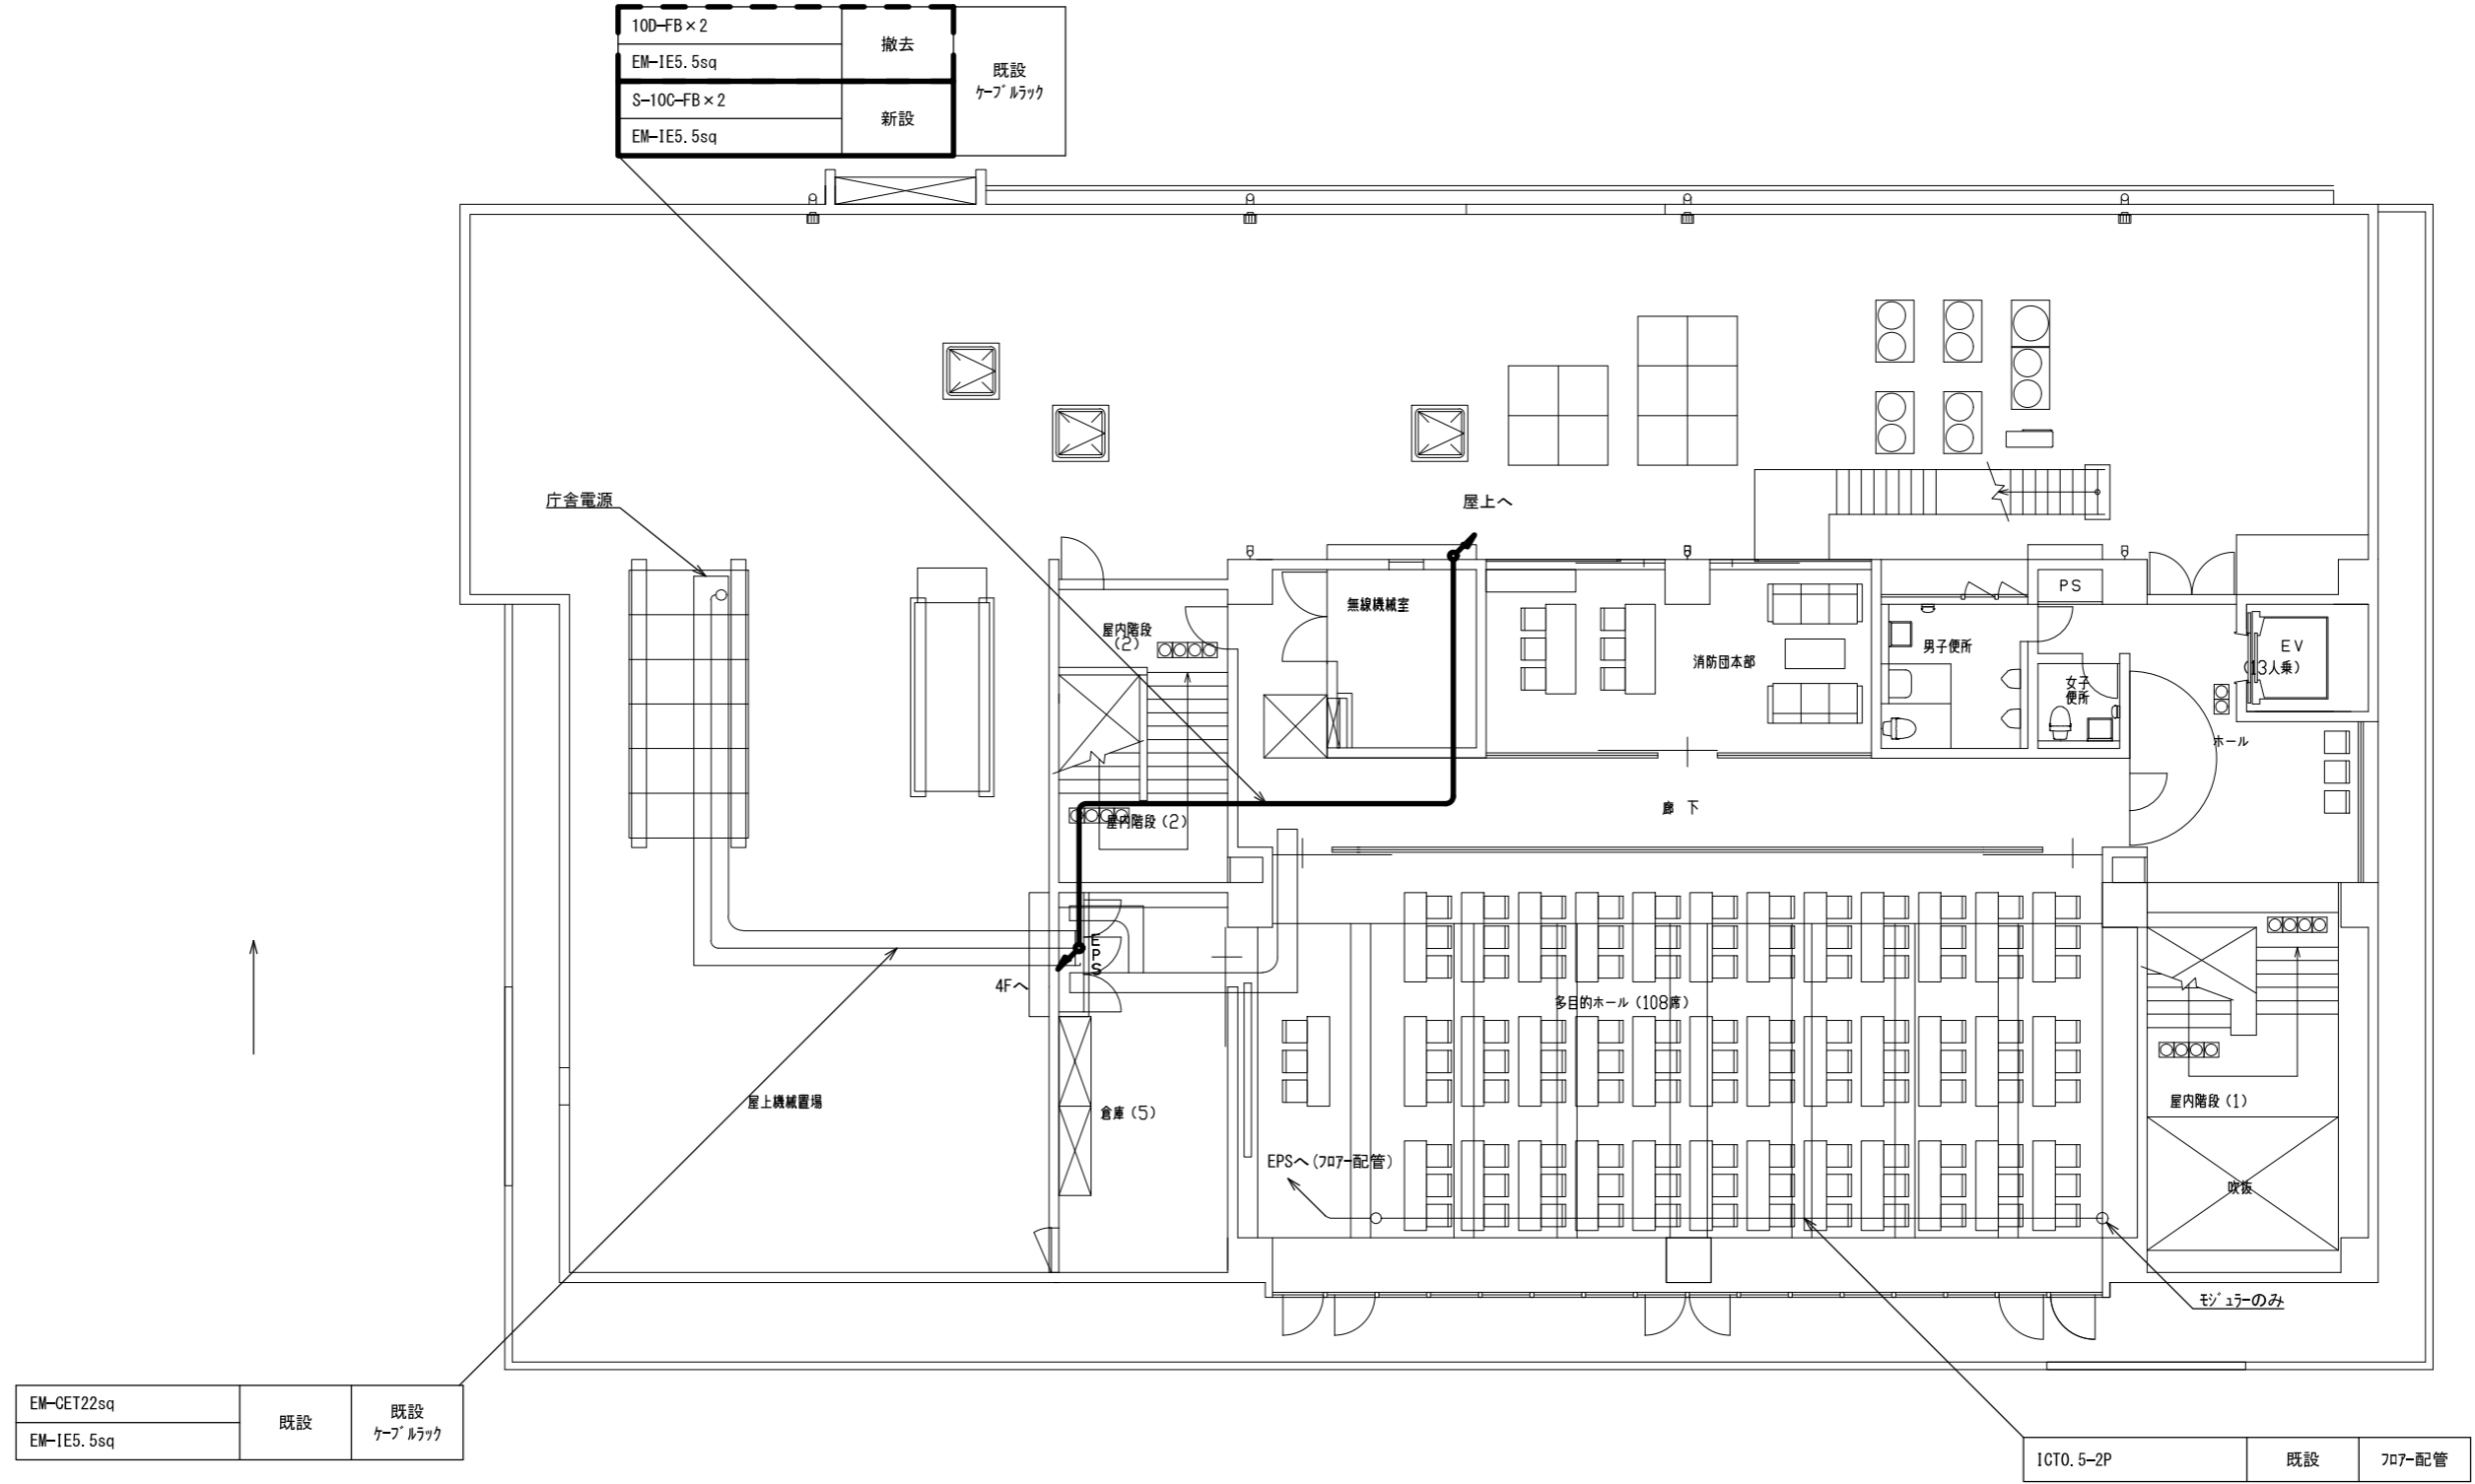 10D-FB×2
撤去
EM-IE5.5sq
既設
ｹｰﾌﾞﾙﾗｯｸ
S-10C-FB×2
新設
EM-IE5.5sq
庁舎電源
屋上へ
PS
無線機械室
屋内階段
(2)
消防団本部
男子便所
女子
便所
EV
(13人乗)
ホール
廊 下
屋内階段(2)
EPS
4Fへ
多目的ホール(108席)
屋上機械置場
倉庫(5)
屋内階段(1)
EPSへ(ﾌﾛｱｰ配管)
吹抜
ﾓｼﾞｭﾗｰのみ
EM-CET22sq
既設
既設
ｹｰﾌﾞﾙﾗｯｸ
EM-IE5.5sq
ICT0.5-2P
既設
ﾌﾛｱｰ配管